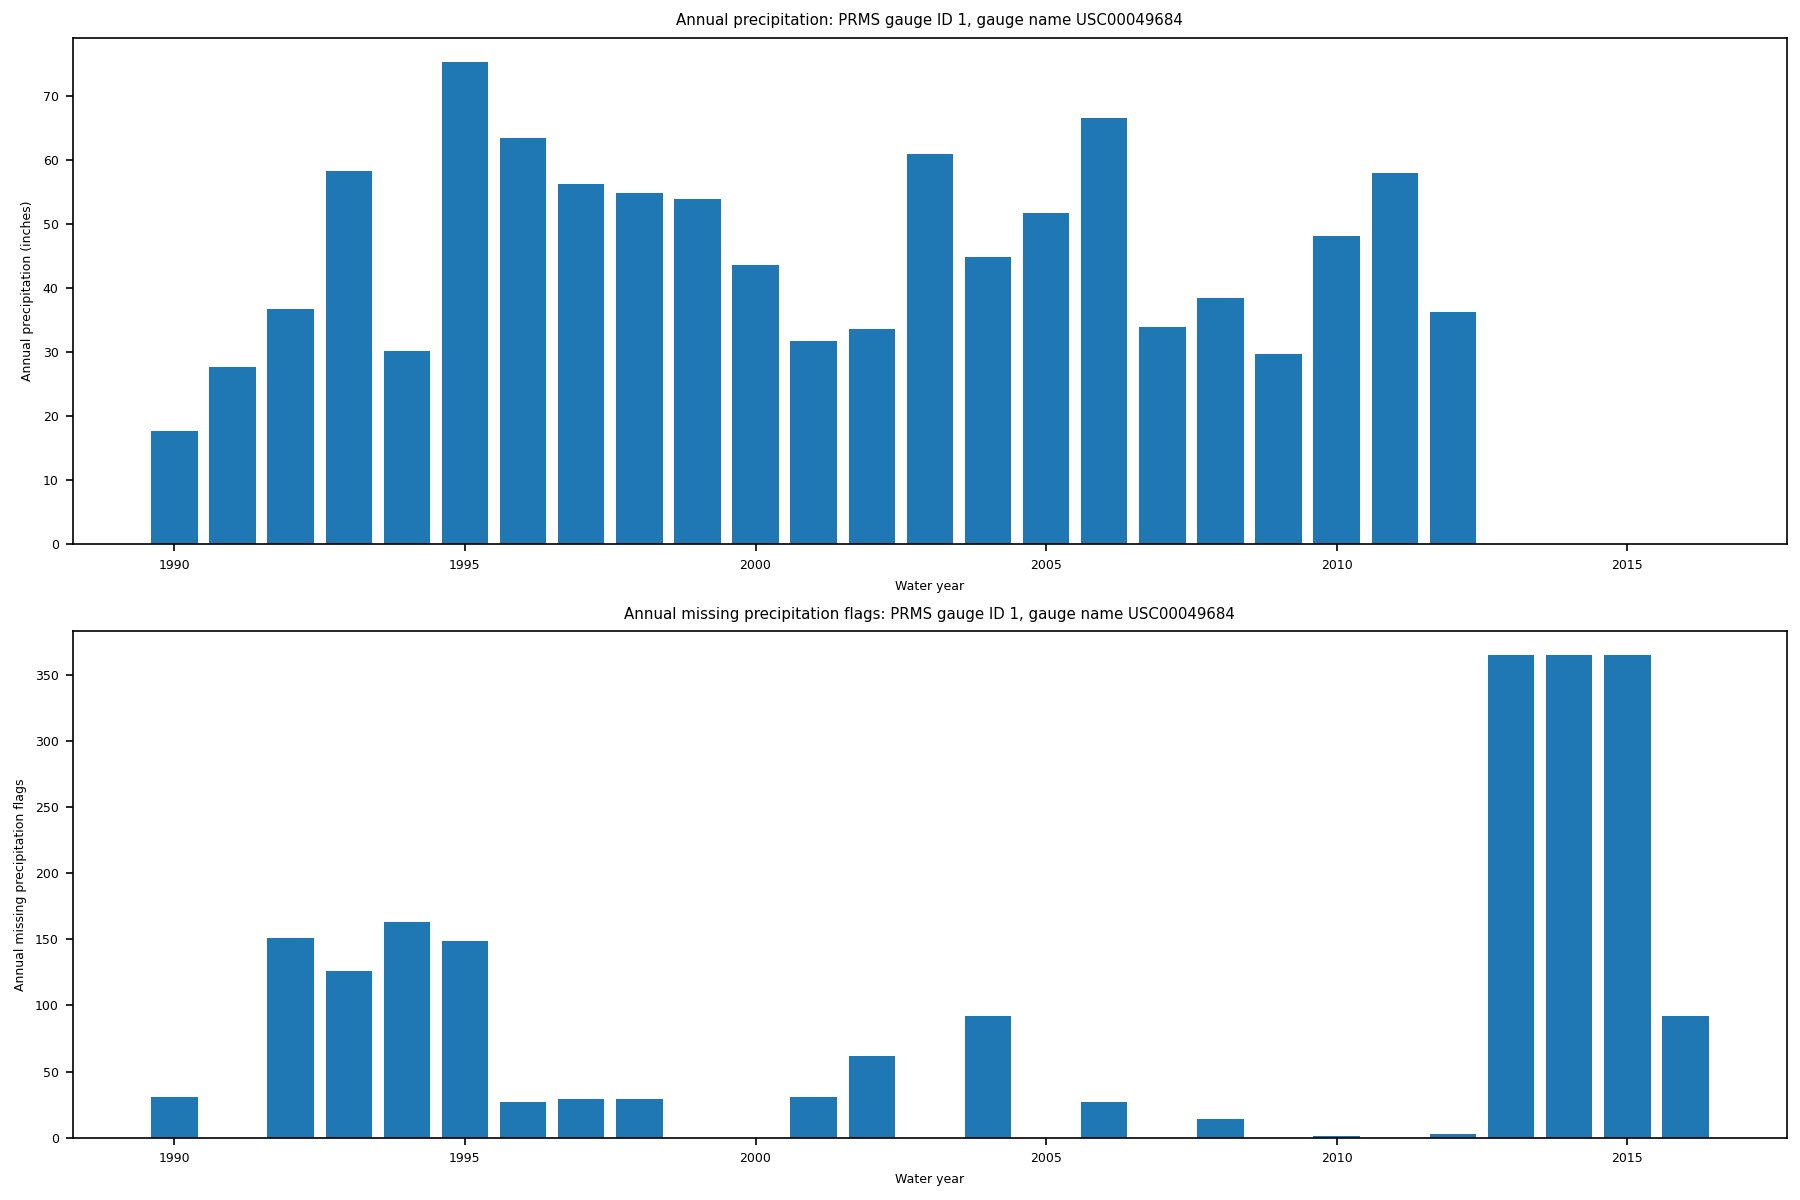 Annual precipitation: PRMS gauge ID 1, gauge name USC00049684
Annual precipitation (inches)
70
60
50
40
30
20
10
0
1990 1995 2000 2005 2010 2015
Water year
Annual missing precipitation flags: PRMS gauge ID 1, gauge name USC00049684
Annual missing precipitation flags
350
300
250
200
150
100
50
0
1990 1995 2000 2005 2010 2015
Water year